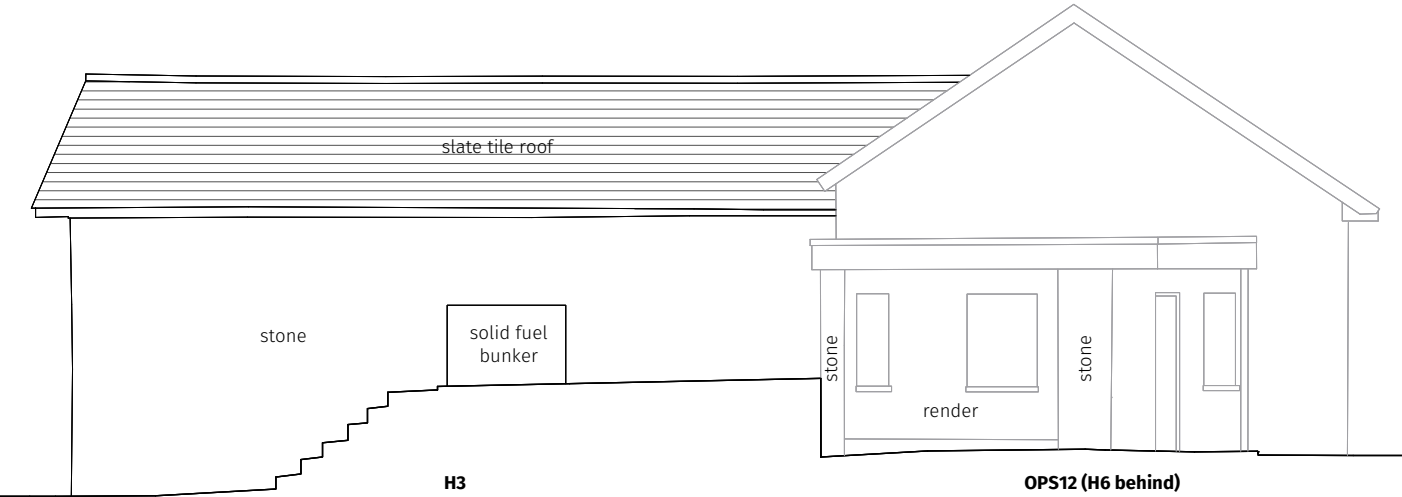 slate tile roof
stone
solid fuel
bunker
stone
stone
render
H3
OPS12 (H6 behind)